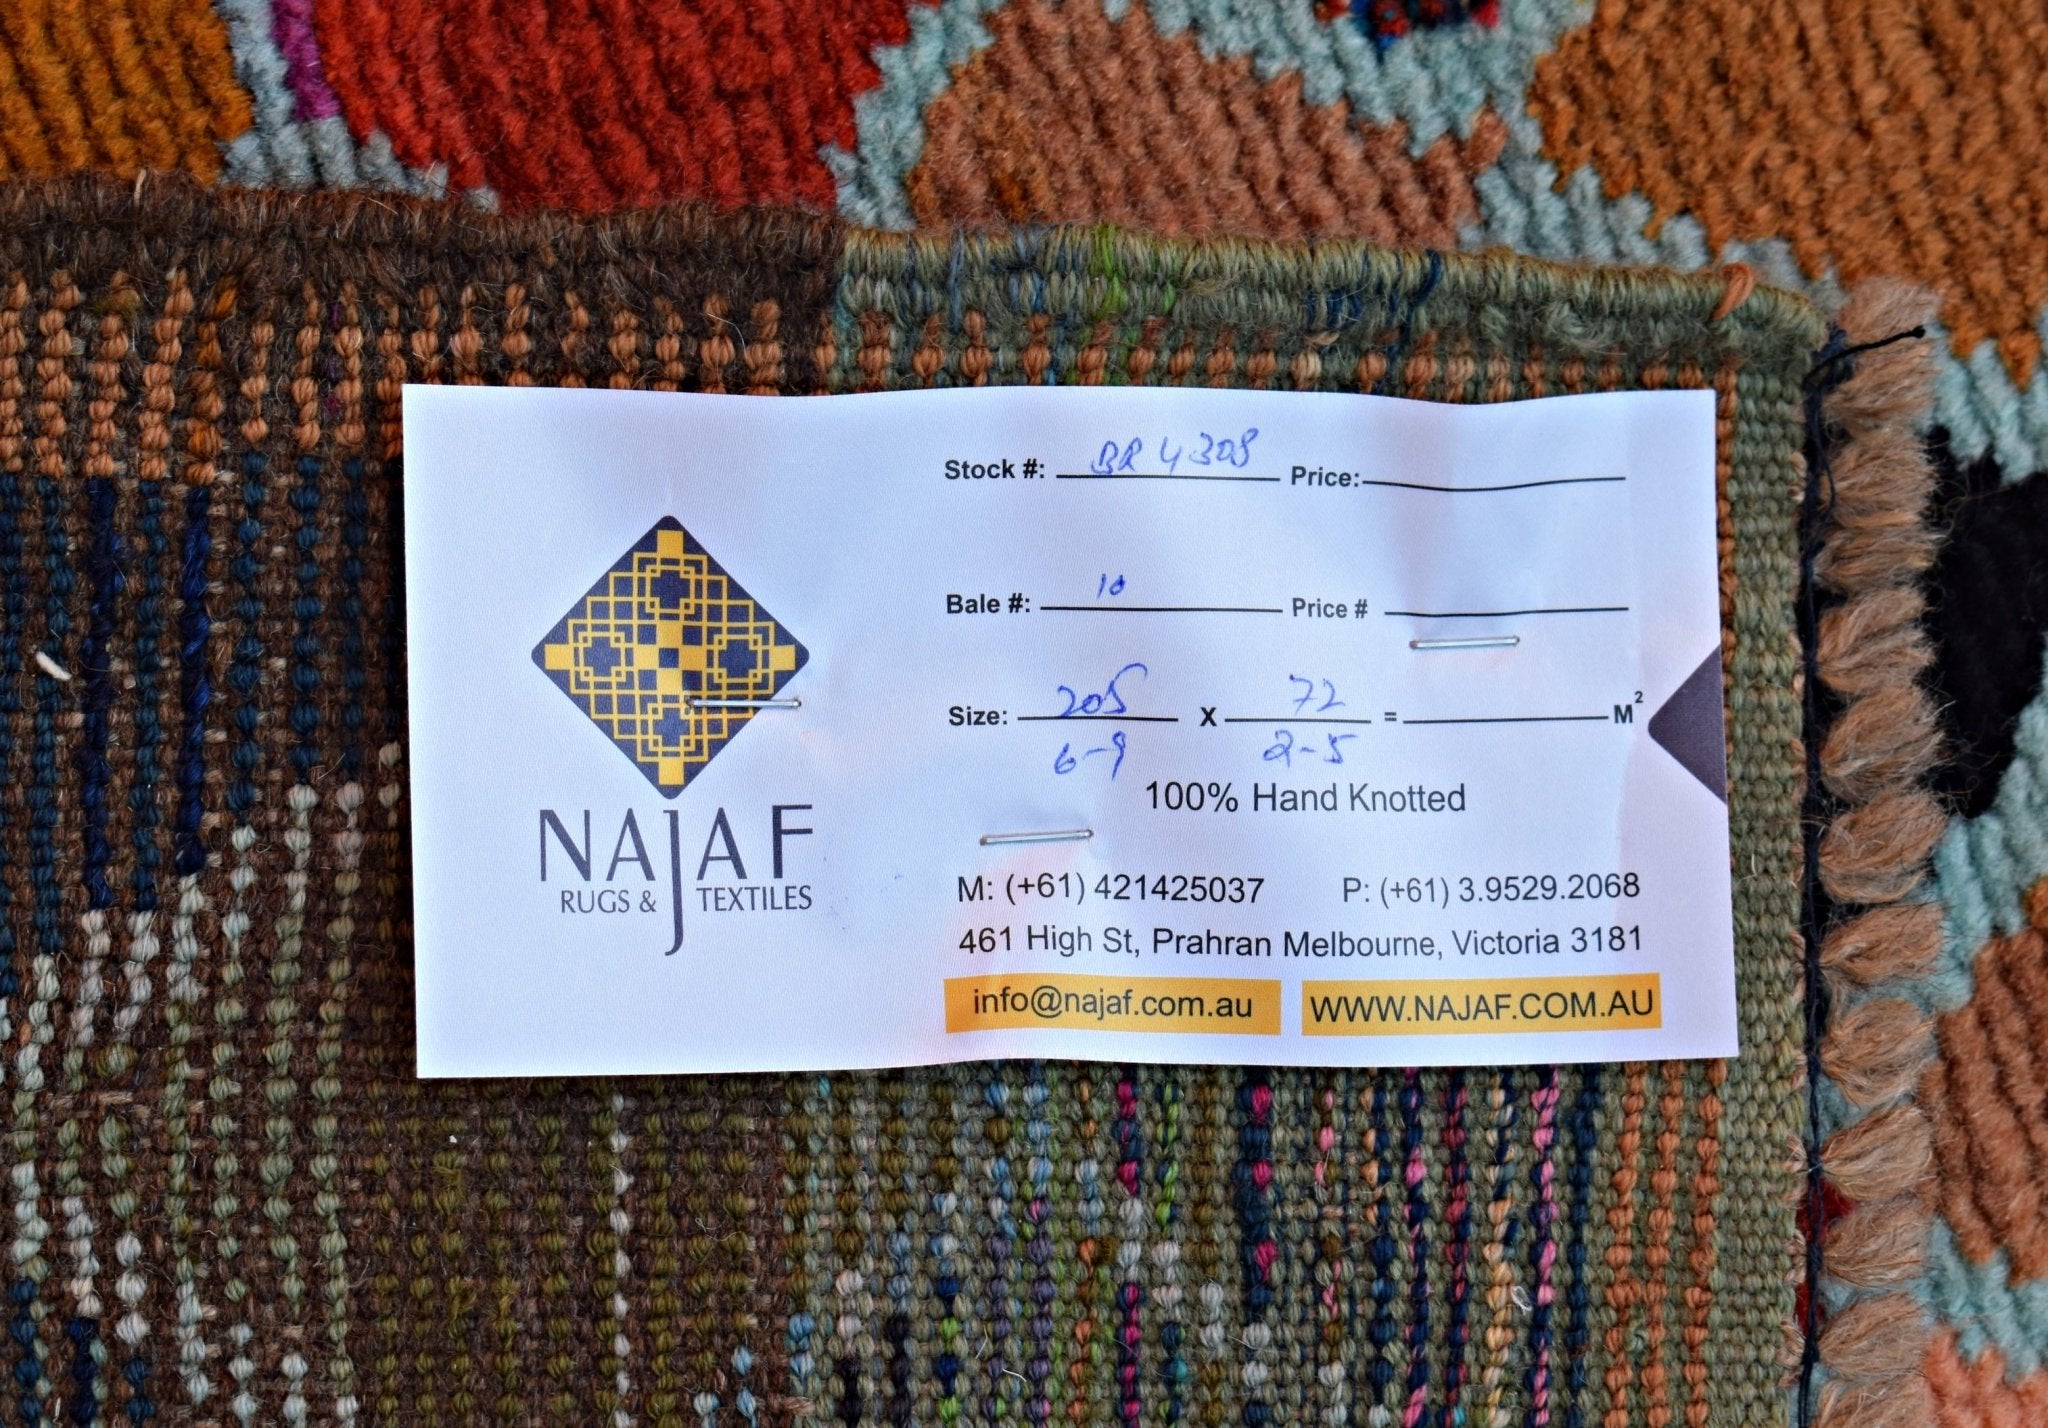 NAJAF
RUGS & TEXTILES
Stock #: BR 4308 Price:
Bale #: 10 Price #
Size: 205 X 72 = M²
6-9 2-5
100% Hand Knotted
M: (+61) 421425037 P: (+61) 3.9529.2068
461 High St, Prahran Melbourne, Victoria 3181
info@najaf.com.au WWW.NAJAF.COM.AU